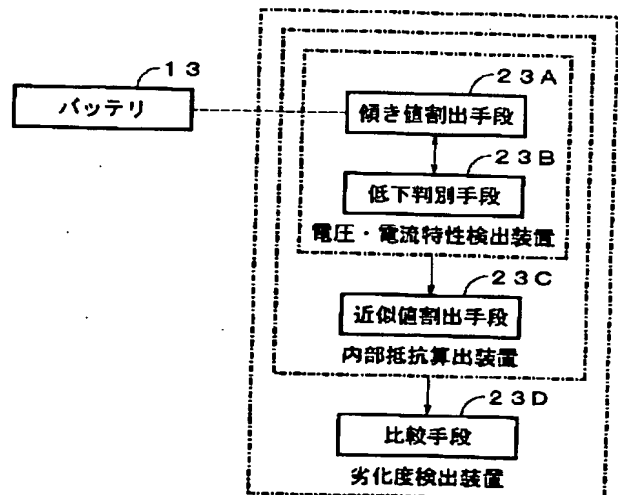 13
バッテリ
23A
傾き値割出手段
23B
低下判別手段
電圧・電流特性検出装置
23C
近似値割出手段
内部抵抗算出装置
23D
比較手段
劣化度検出装置